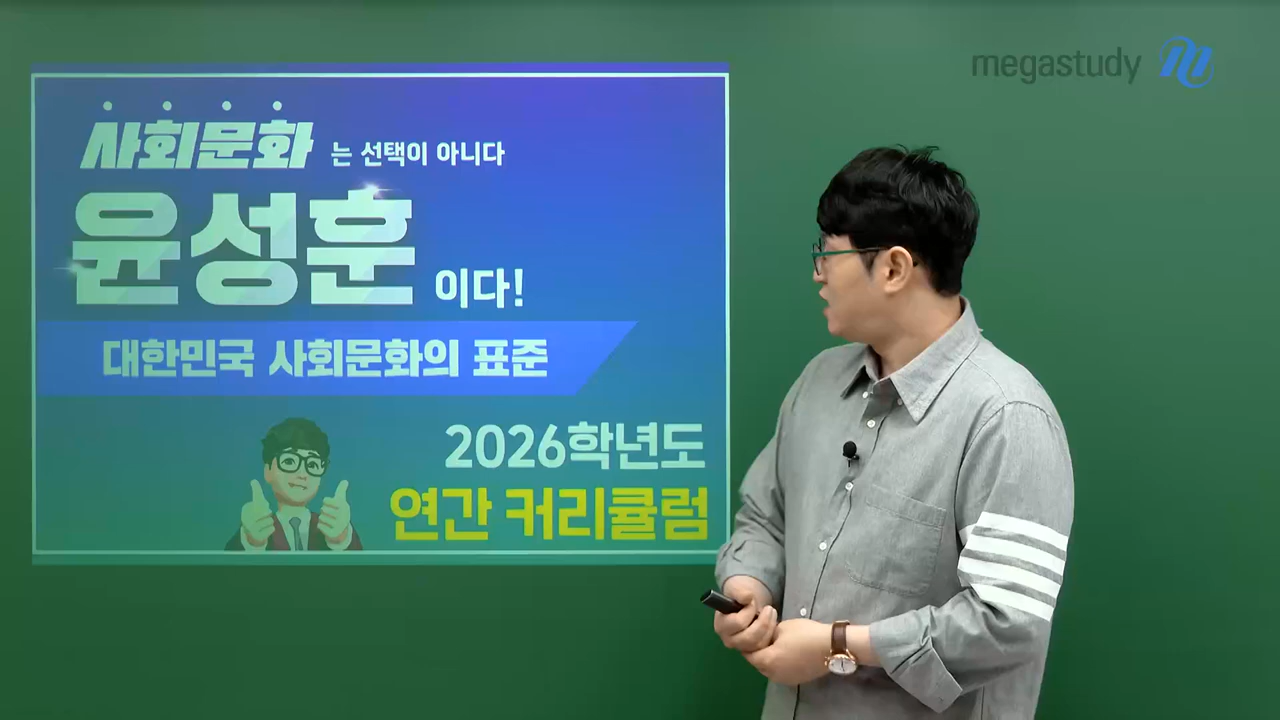 megastudy
사회문화는 선택이 아니다
윤성훈이다!
대한민국 사회문화의 표준
2026학년도
연간 커리큘럼